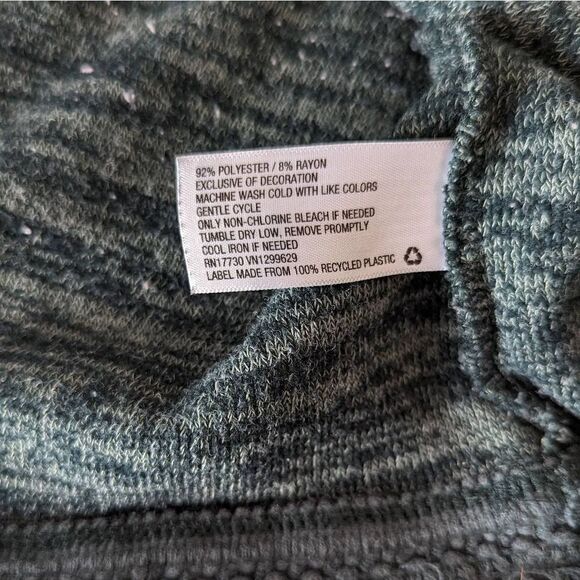 92% POLYESTER / 8% RAYON
EXCLUSIVE OF DECORATION
MACHINE WASH COLD WITH LIKE COLORS
GENTLE CYCLE
ONLY NON-CHLORINE BLEACH IF NEEDED
TUMBLE DRY LOW, REMOVE PROMPTLY
COOL IRON IF NEEDED
RN17730 VN1299629
LABEL MADE FROM 100% RECYCLED PLASTIC